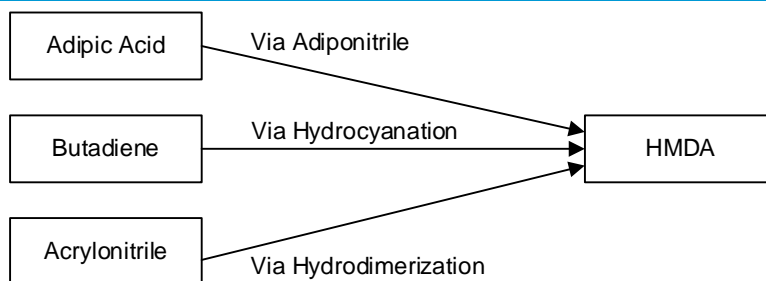 Adipic Acid
Via Adiponitrile
Butadiene
Via Hydrocyanation
HMDA
Acrylonitrile
Via Hydrodimerization